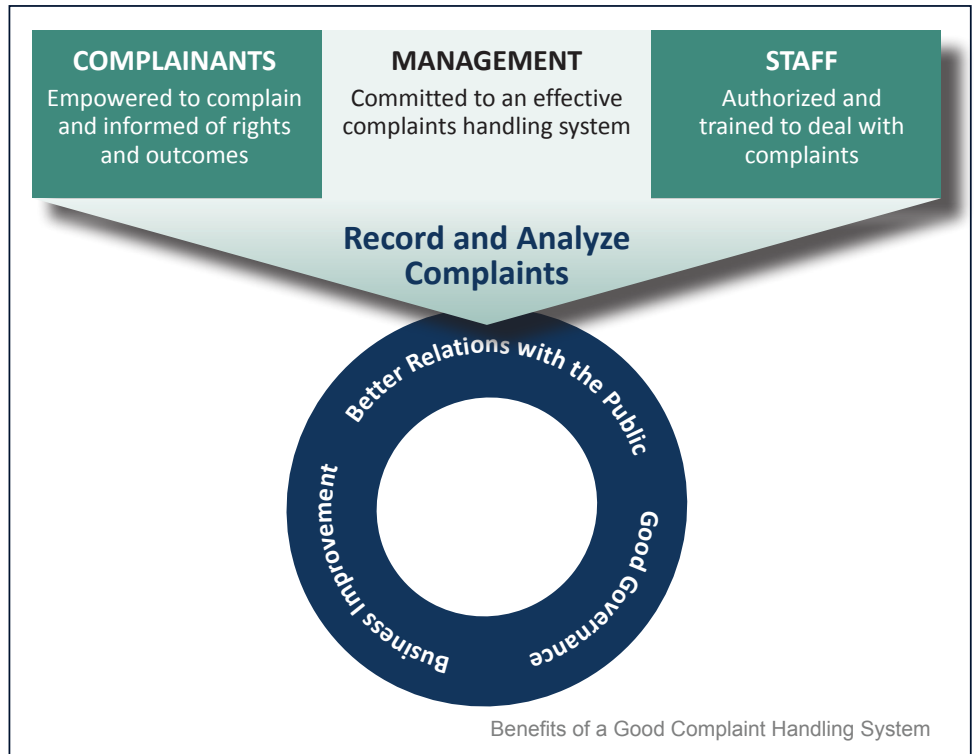 COMPLAINANTS
Empowered to complain
and informed of rights
and outcomes
MANAGEMENT
Committed to an effective
complaints handling system
STAFF
Authorized and
trained to deal with
complaints
Record and Analyze
Complaints
Better Relations with the Public
Good Governance
Business Improvement
Benefits of a Good Complaint Handling System